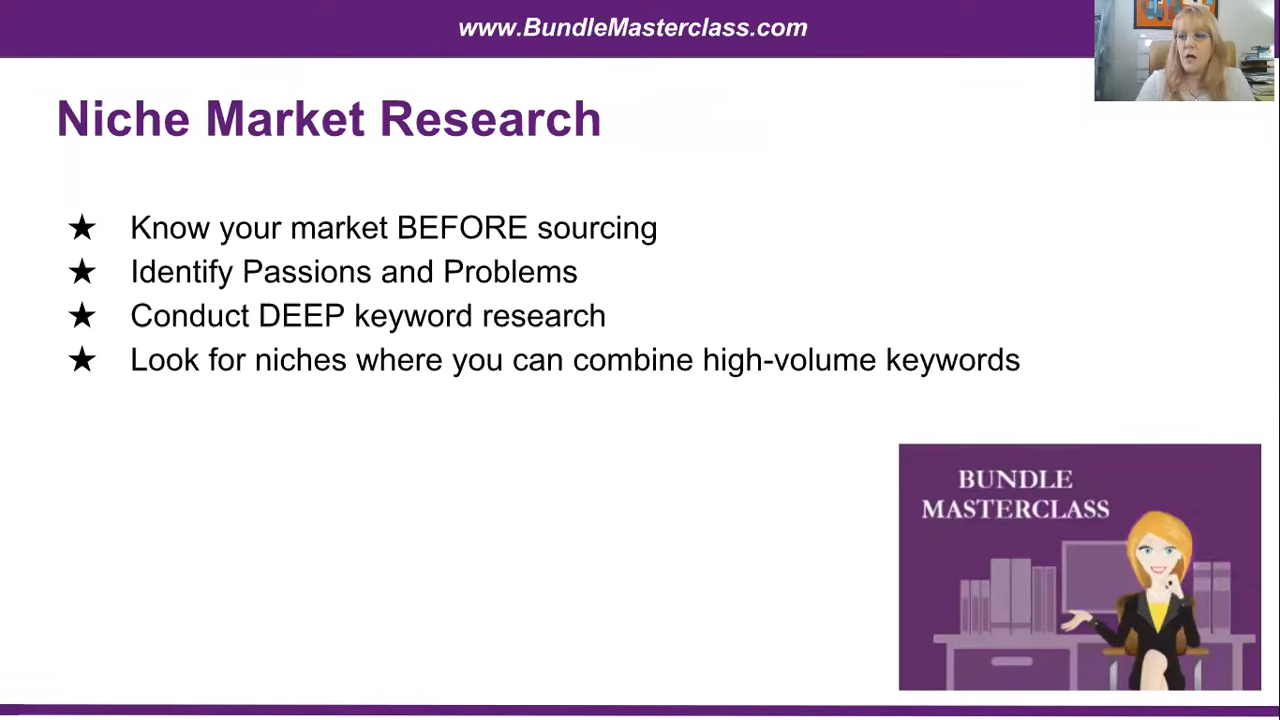 www.BundleMasterclass.com
Niche Market Research
★ Know your market BEFORE sourcing
★ Identify Passions and Problems
★ Conduct DEEP keyword research
★ Look for niches where you can combine high-volume keywords
BUNDLE
MASTERCLASS